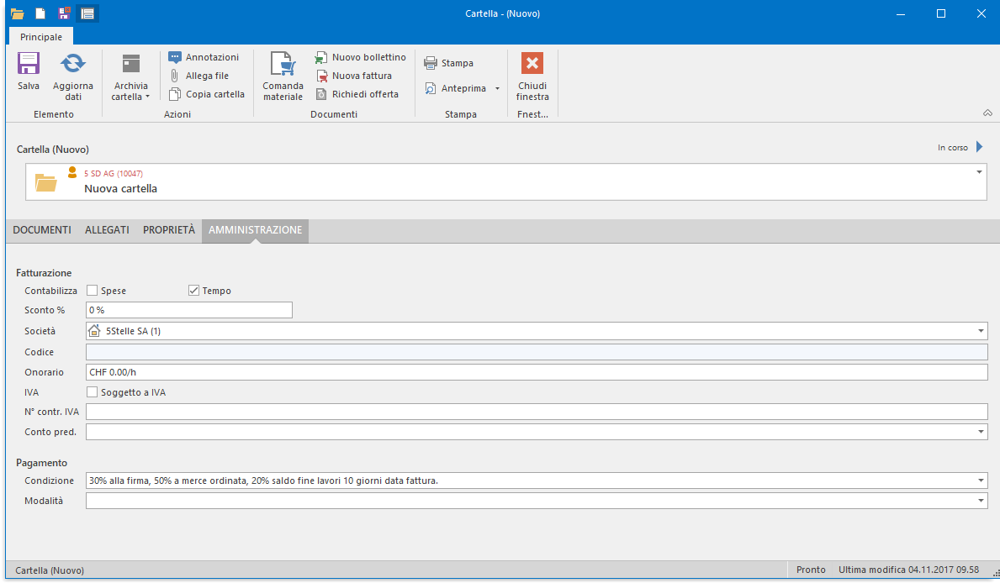 Cartella - (Nuovo)
Principale
Salva
Aggiorna dati
Elemento
Archivia cartella
Annotazioni
Allega file
Copia cartella
Azioni
Comanda materiale
Nuovo bollettino
Nuova fattura
Richiedi offerta
Documenti
Stampa
Anteprima
Stampa
Chiudi finestra
Fnest...
Cartella (Nuovo)
In corso
5 SD AG (10047)
Nuova cartella
DOCUMENTI ALLEGATI PROPRIETÀ AMMINISTRAZIONE
Fatturazione
Contabilizza Spese Tempo
Sconto % 0 %
Società 5Stelle SA (1)
Codice
Onorario CHF 0.00/h
IVA Soggetto a IVA
N° contr. IVA
Conto pred.
Pagamento
Condizione 30% alla firma, 50% a merce ordinata, 20% saldo fine lavori 10 giorni data fattura.
Modalità
Cartella (Nuovo) Pronto Ultima modifica 04.11.2017 09.58